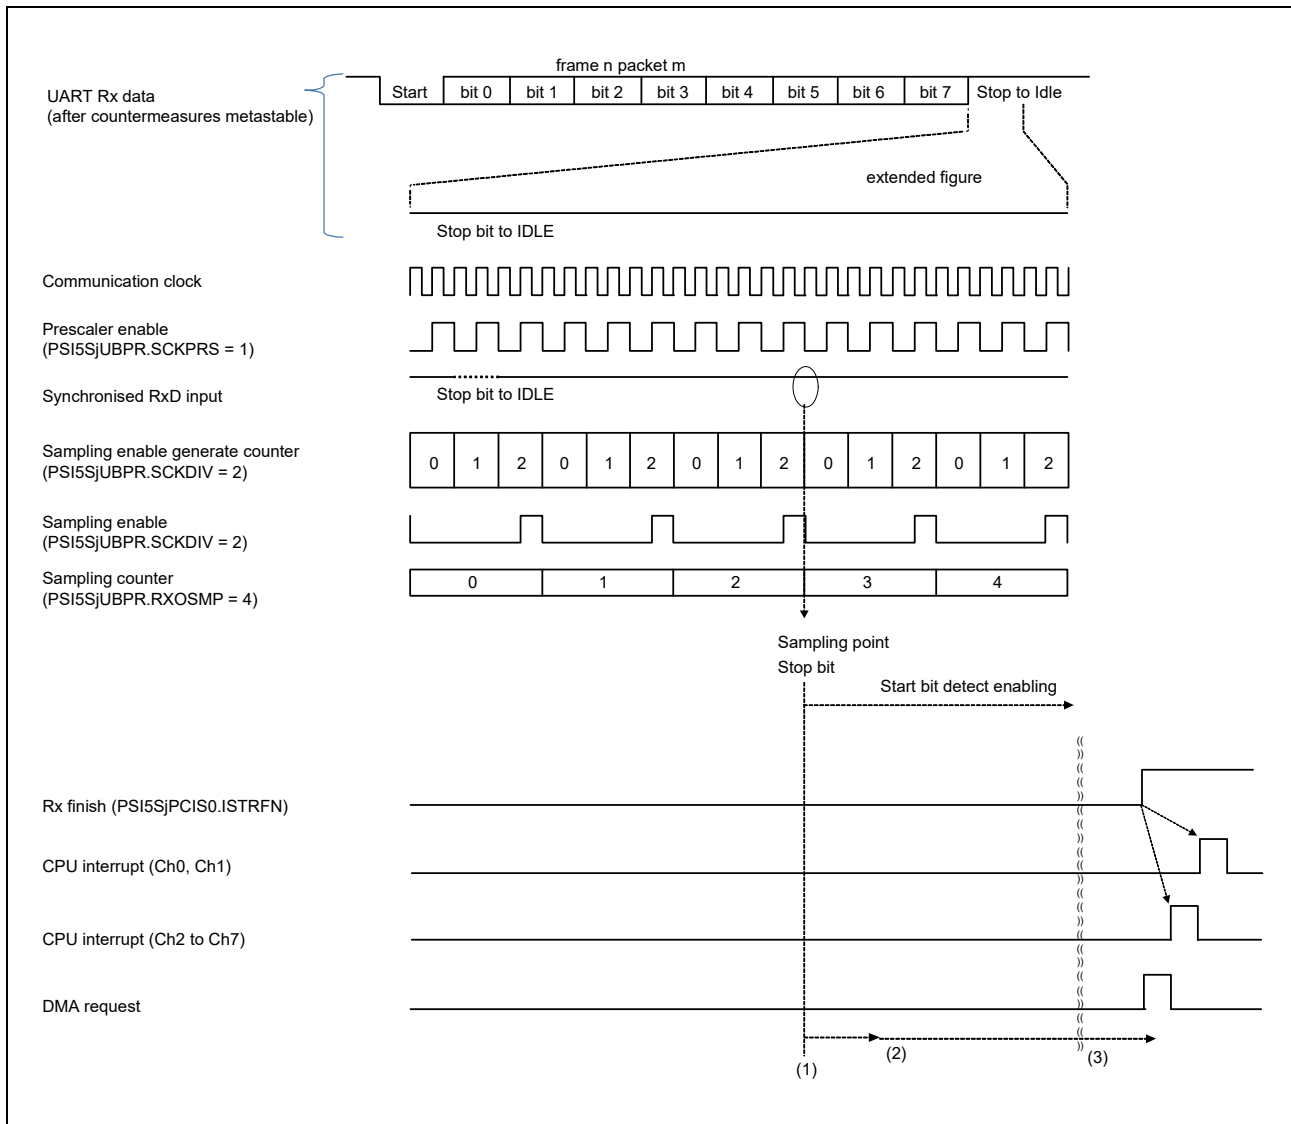 frame n packet m
UART Rx data
(after countermeasures metastable)
Start bit 0 bit 1 bit 2 bit 3 bit 4 bit 5 bit 6 bit 7 Stop to Idle
extended figure
Stop bit to IDLE
Communication clock
Prescaler enable
(PSI5SjUBPR.SCKPRS = 1)
Synchronised RxD input
Stop bit to IDLE
Sampling enable generate counter
(PSI5SjUBPR.SCKDIV = 2)
0 1 2 0 1 2 0 1 2 0 1 2 0 1 2
Sampling enable
(PSI5SjUBPR.SCKDIV = 2)
Sampling counter
(PSI5SjUBPR.RXOSMP = 4)
0 1 2 3 4
Sampling point
Stop bit
Start bit detect enabling
Rx finish (PSI5SjPCIS0.ISTRFN)
CPU interrupt (Ch0, Ch1)
CPU interrupt (Ch2 to Ch7)
DMA request
(1) (2) (3)